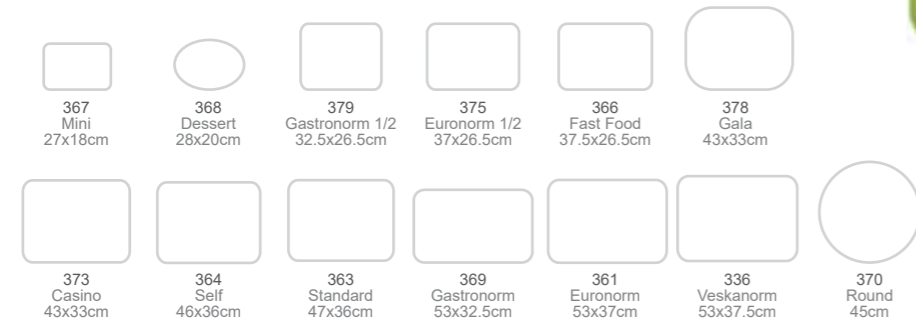 367
Mini
27x18cm
368
Dessert
28x20cm
379
Gastronorm 1/2
32.5x26.5cm
375
Euronorm 1/2
37x26.5cm
366
Fast Food
37.5x26.5cm
378
Gala
43x33cm
373
Casino
43x33cm
364
Self
46x36cm
363
Standard
47x36cm
369
Gastronorm
53x32.5cm
361
Euronorm
53x37cm
336
Veskanorm
53x37.5cm
370
Round
45cm